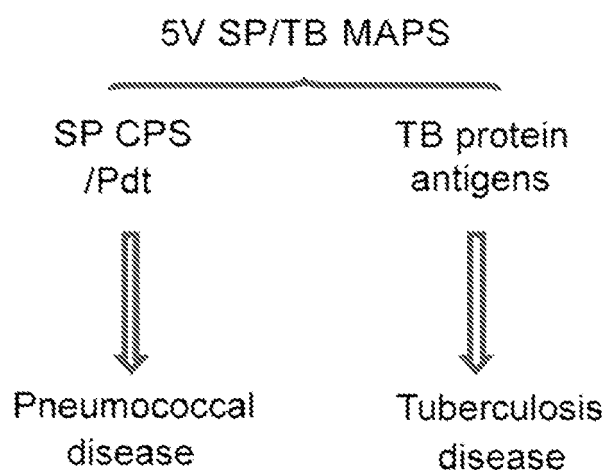 5V SP/TB MAPS
SP CPS
/Pdt
TB protein
antigens
Pneumococcal
disease
Tuberculosis
disease